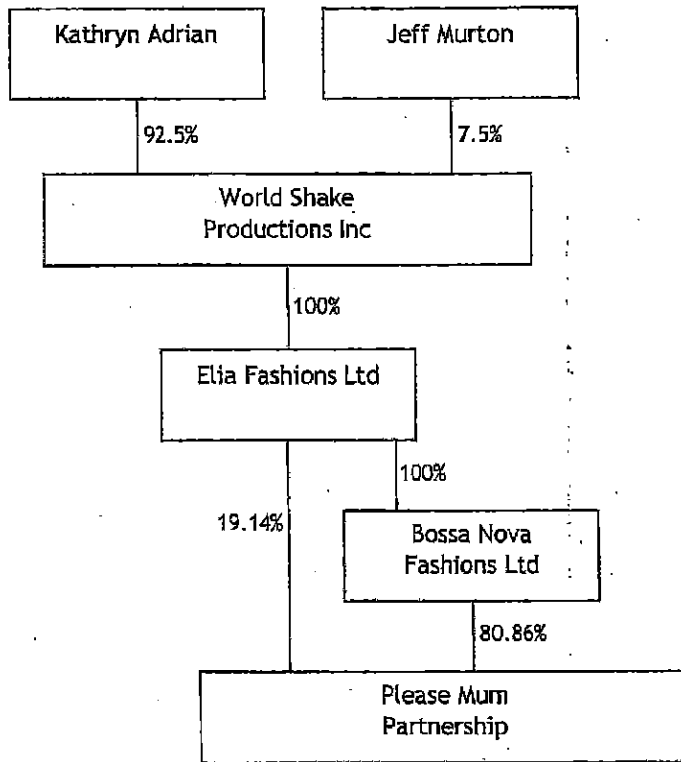 Kathryn Adrian
Jeff Murton
92.5%
7.5%
World Shake
Productions Inc
100%
Elia Fashions Ltd
100%
19.14%
Bossa Nova
Fashions Ltd
80.86%
Please Mum
Partnership